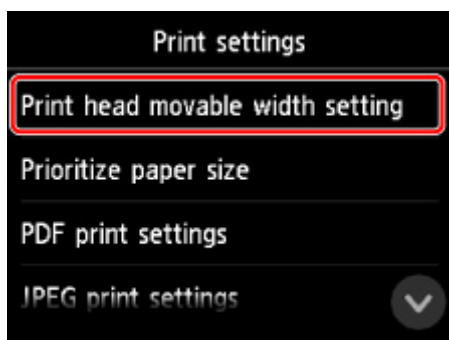 Print settings
Print head movable width setting
Prioritize paper size
PDF print settings
JPEG print settings